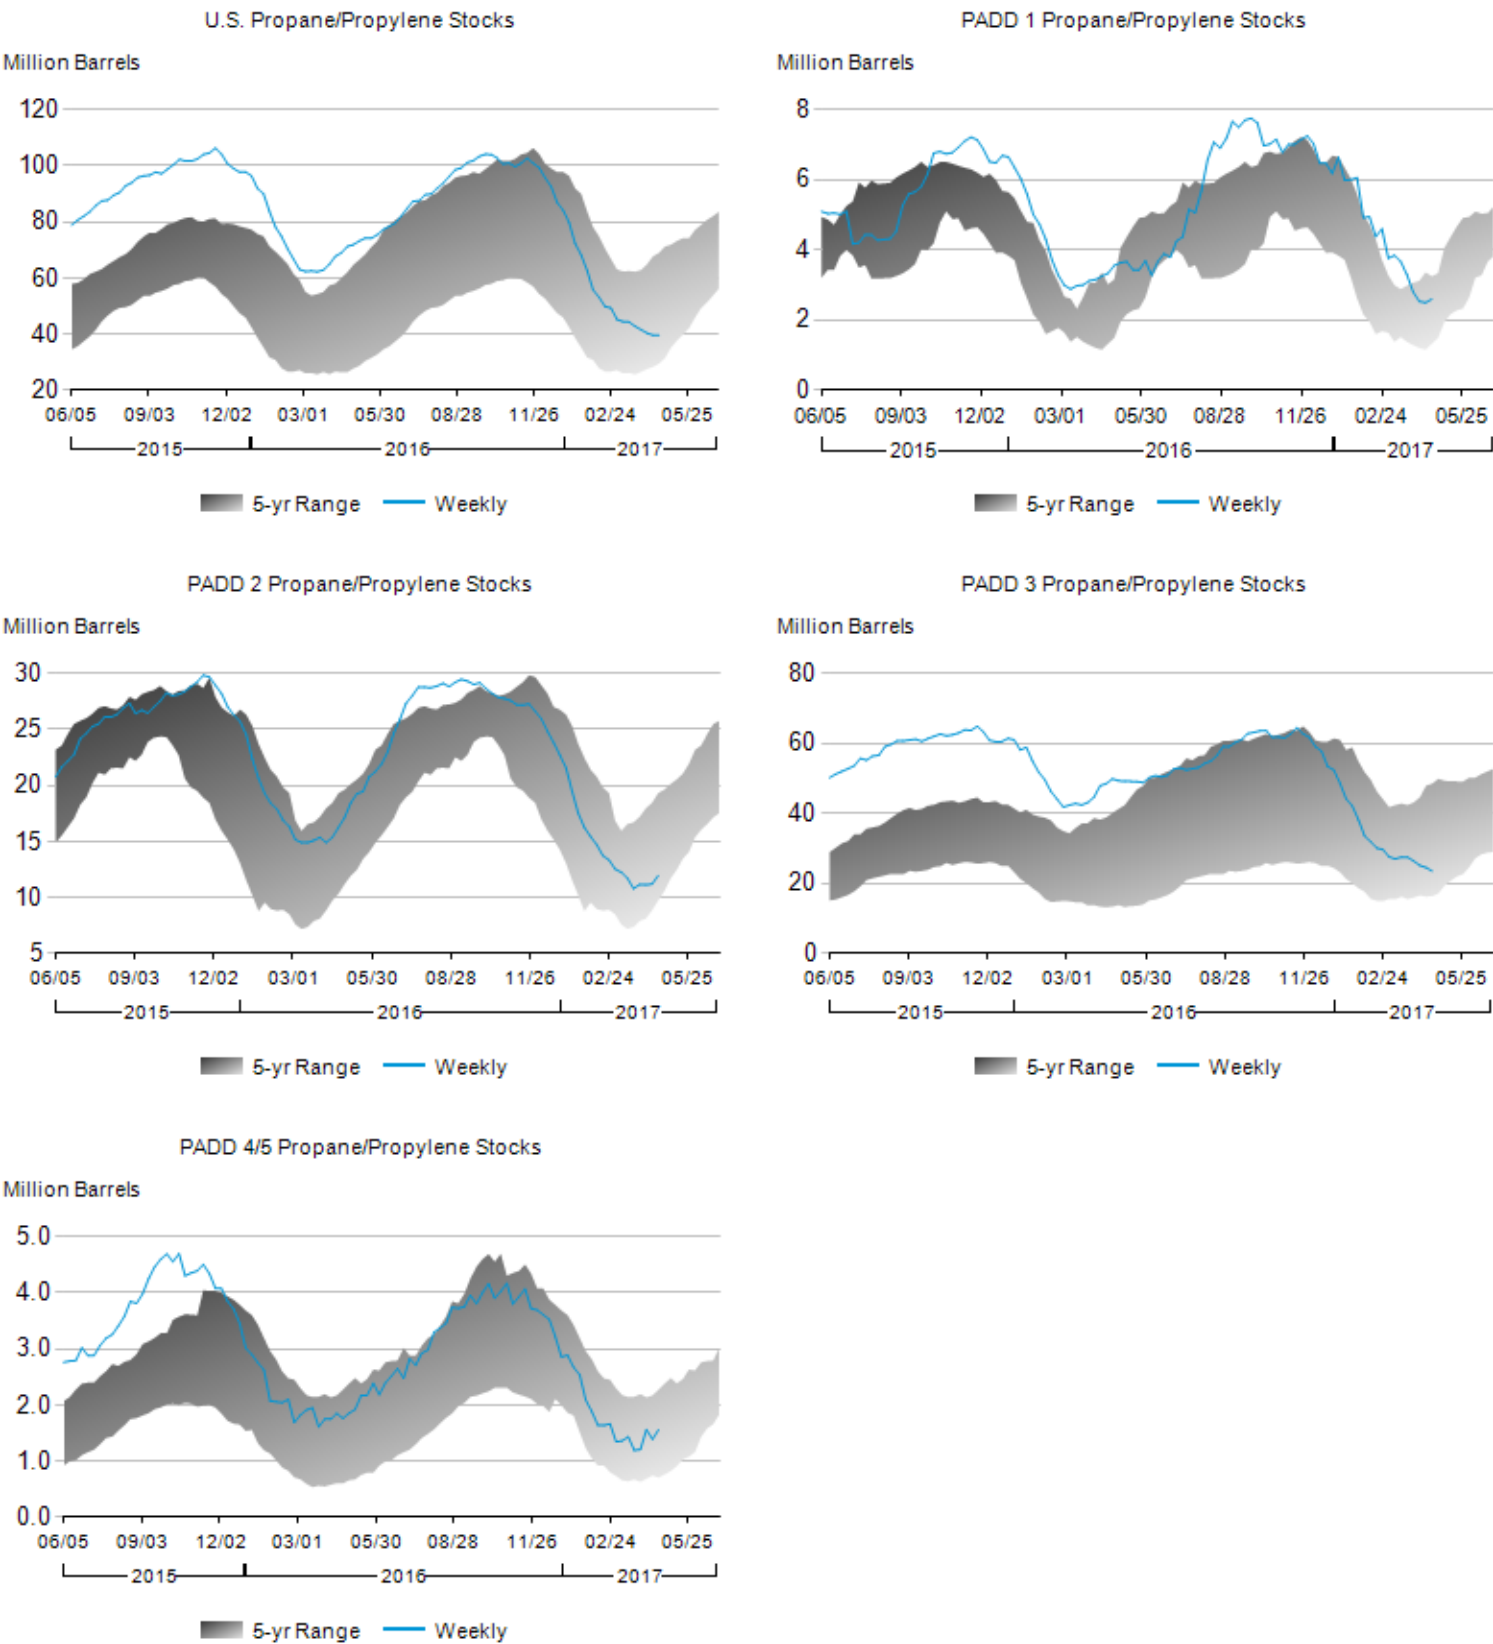 U.S. Propane/Propylene Stocks
Million Barrels
120
100
80
60
40
20
06/05 09/03 12/02 03/01 05/30 08/28 11/26 02/24 05/25
2015 2016 2017
5-yr Range Weekly
PADD 1 Propane/Propylene Stocks
Million Barrels
8
6
4
2
0
06/05 09/03 12/02 03/01 05/30 08/28 11/26 02/24 05/25
2015 2016 2017
5-yr Range Weekly
PADD 2 Propane/Propylene Stocks
Million Barrels
30
25
20
15
10
5
06/05 09/03 12/02 03/01 05/30 08/28 11/26 02/24 05/25
2015 2016 2017
5-yr Range Weekly
PADD 3 Propane/Propylene Stocks
Million Barrels
80
60
40
20
0
06/05 09/03 12/02 03/01 05/30 08/28 11/26 02/24 05/25
2015 2016 2017
5-yr Range Weekly
PADD 4/5 Propane/Propylene Stocks
Million Barrels
5.0
4.0
3.0
2.0
1.0
0.0
06/05 09/03 12/02 03/01 05/30 08/28 11/26 02/24 05/25
2015 2016 2017
5-yr Range Weekly